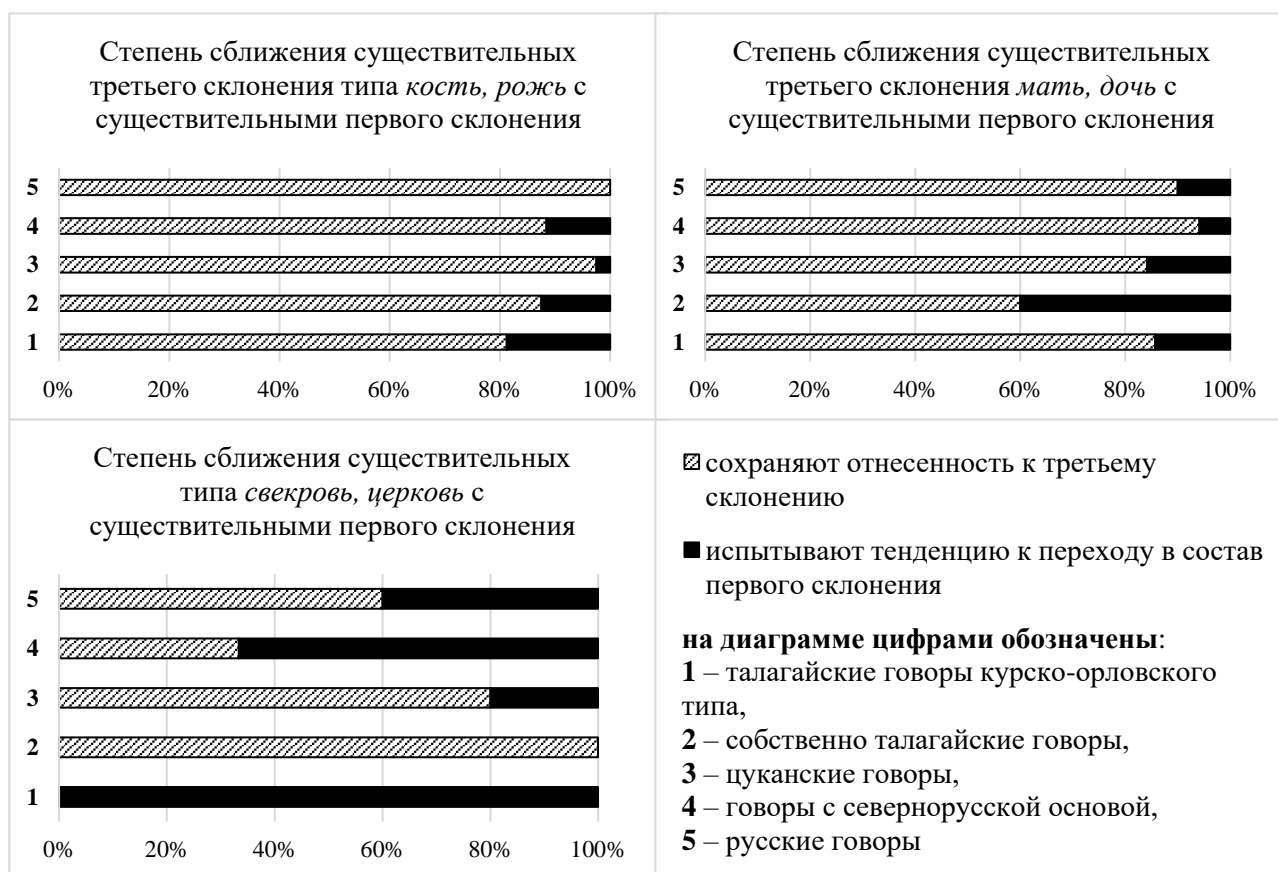 Степень сближения существительных
третьего склонения типа кость, рожь с
существительными первого склонения
5
4
3
2
1
0% 20% 40% 60% 80% 100%
Степень сближения существительных
третьего склонения мать, дочь с
существительными первого склонения
5
4
3
2
1
0% 20% 40% 60% 80% 100%
Степень сближения существительных
типа свекровь, церковь с
существительными первого склонения
5
4
3
2
1
0% 20% 40% 60% 80% 100%
сохраняют отнесенность к третьему
склонению
испытывают тенденцию к переходу в состав
первого склонения
на диаграмме цифрами обозначены:
1 – талагайские говоры курско-орловского
типа,
2 – собственно талагайские говоры,
3 – цуканские говоры,
4 – говоры с севернорусской основой,
5 – русские говоры